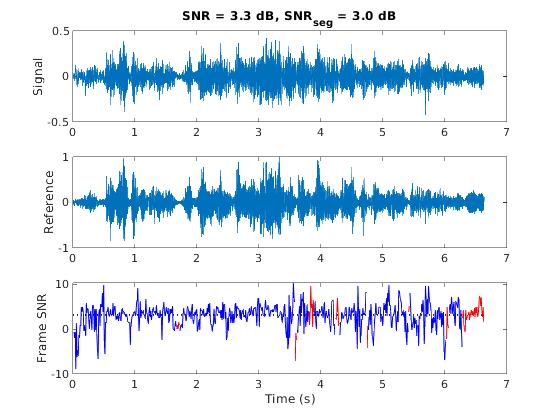 SNR = 3.3 dB, SNRseg = 3.0 dB
0.5
0
-0.5
Signal
0 1 2 3 4 5 6 7
1
0
-1
Reference
0 1 2 3 4 5 6 7
10
0
-10
Frame SNR
0 1 2 3 4 5 6 7
Time (s)